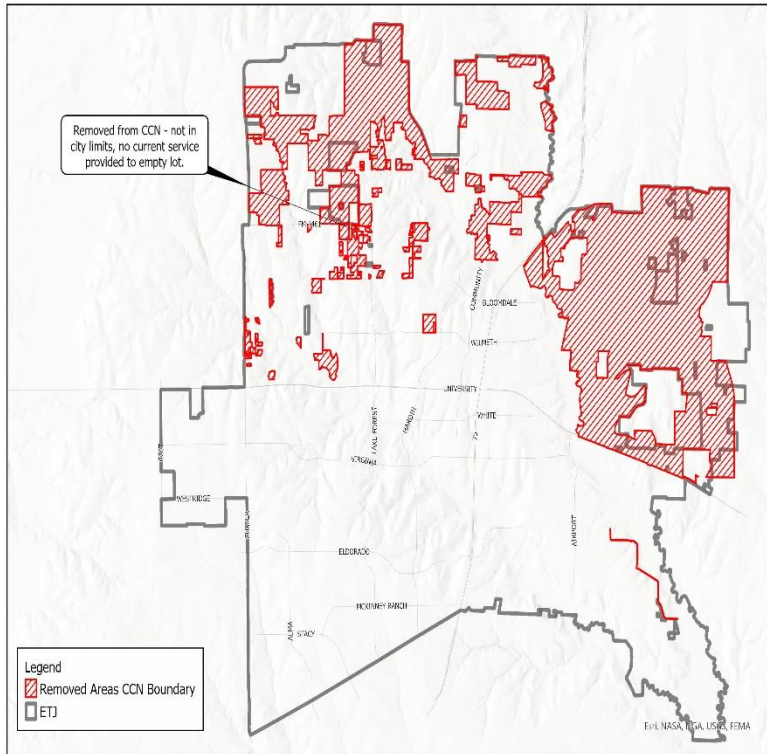 Removed from CCN - not in
city limits, no current service
provided to empty lot.
COMMUNITY
BLOOMDALE
WILMETH
UNIVERSITY
LAKE FOREST
HARDIN
WHITE
75
VIRGINIA
WESTRIDGE
AIRPORT
ELDORADO
MCKINNEY RANCH
ALMA
STACY
Legend
Removed Areas CCN Boundary
ETJ
Esri, NASA, NGA, USGS, FEMA